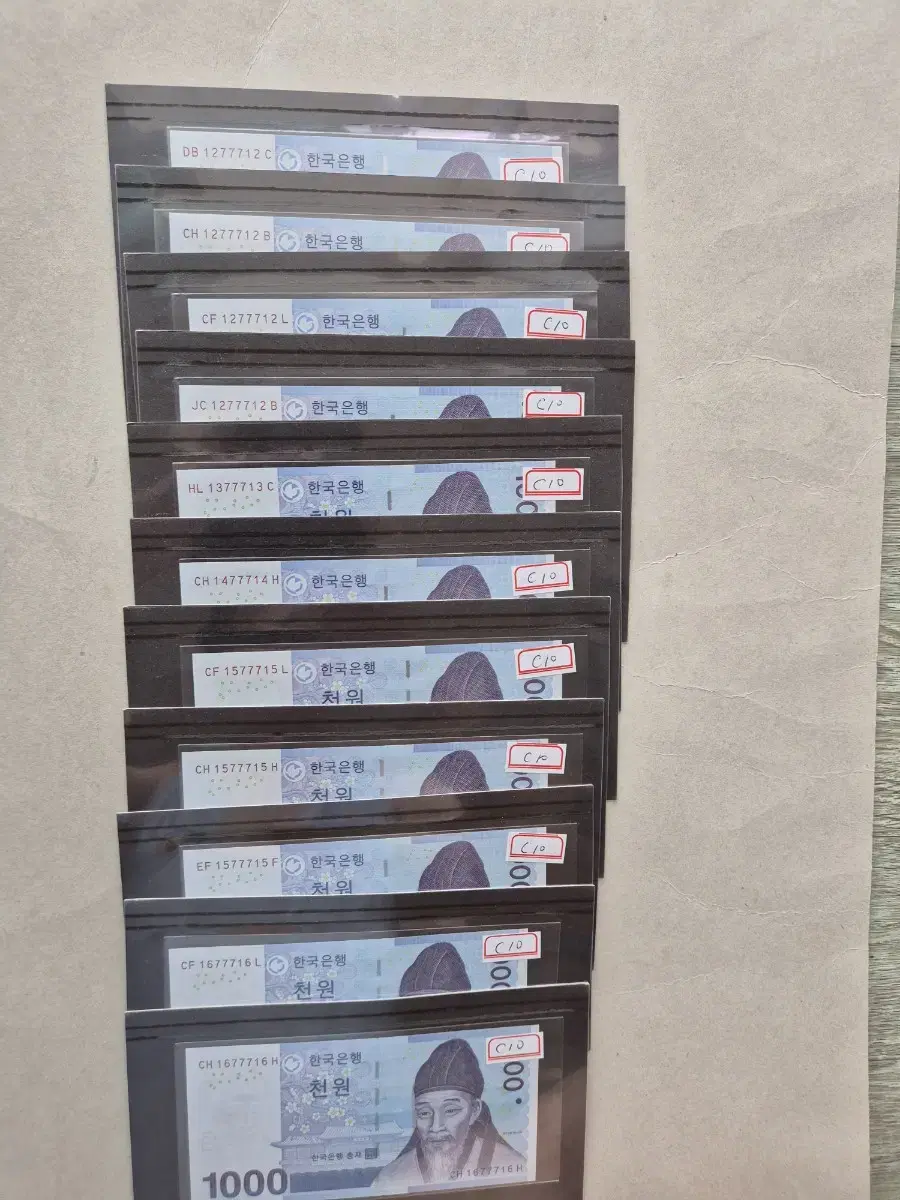 DB 1277712 C 한국은행 C10
CH 1277712 B 한국은행 C10
CF 1277712 L 한국은행 C10
JC 1277712 B 한국은행 C10
HL 1377713 C 한국은행 C10
천원
CH 1477714 H 한국은행 C10
CF 1577715 L 한국은행 C10
천원
CH 1577715 H 한국은행 C10
천원
EF 1577715 F 한국은행 C10
천원
CF 1677716 L 한국은행 C10
천원
CH 1677716 H 한국은행 C10
천원
한국은행 총재
1000
CH 1677716 H